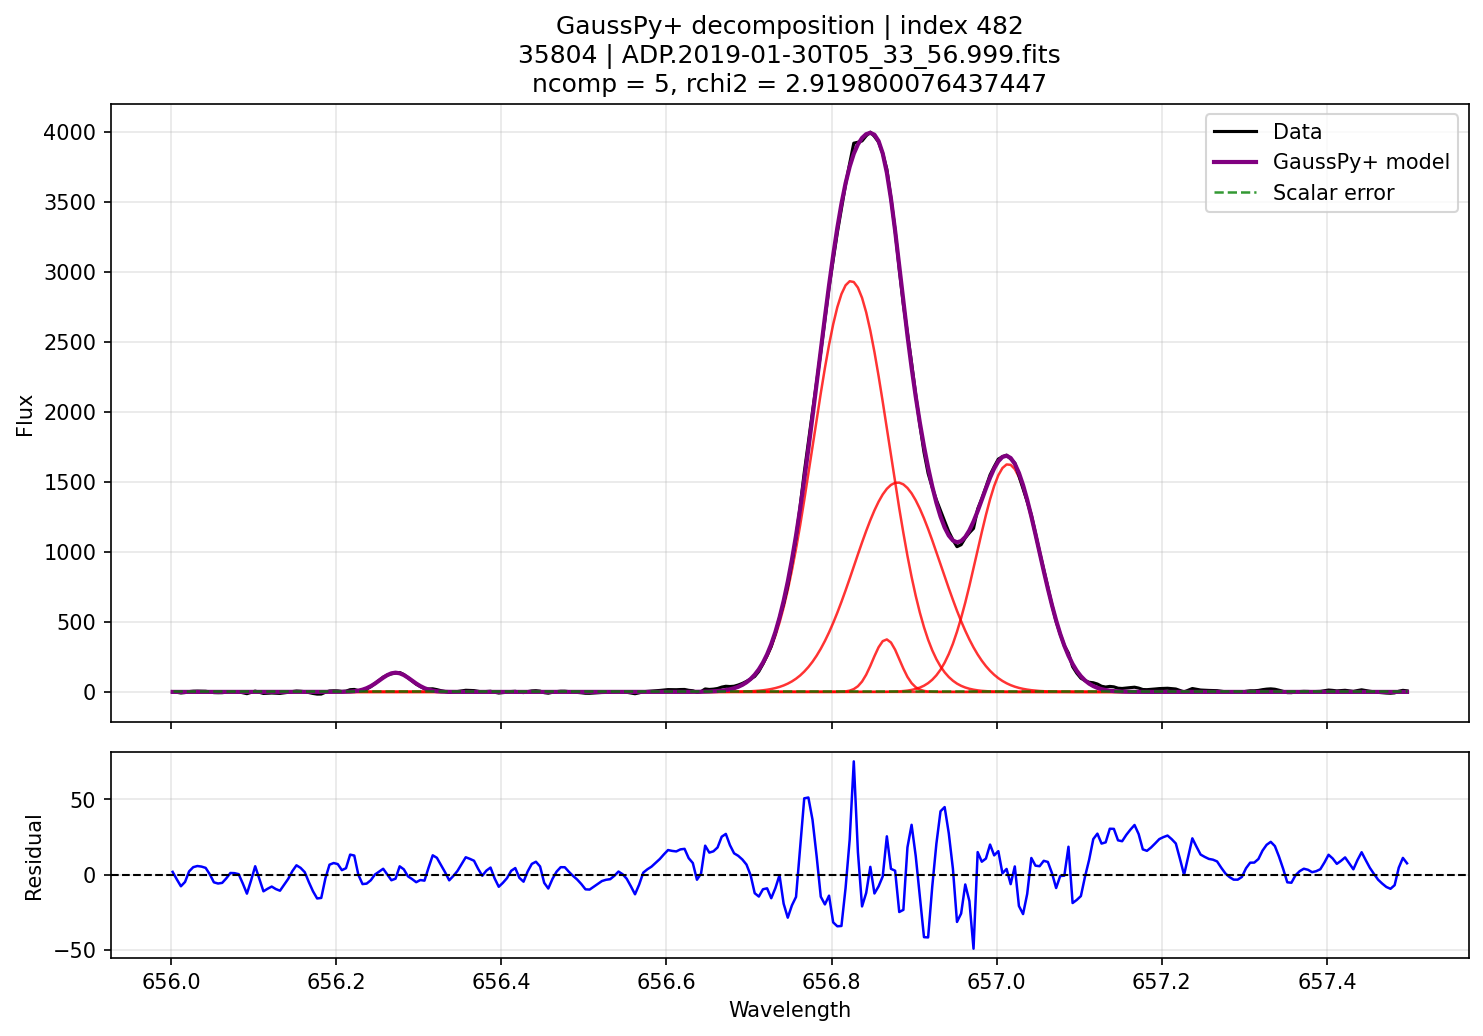 GaussPy+ decomposition | index 482
35804 | ADP.2019-01-30T05_33_56.999.fits
ncomp = 5, rchi2 = 2.919800076437447
Data
GaussPy+ model
Scalar error
Flux
4000
3500
3000
2500
2000
1500
1000
500
0
Residual
50
0
−50
656.0
656.2
656.4
656.6
656.8
657.0
657.2
657.4
Wavelength